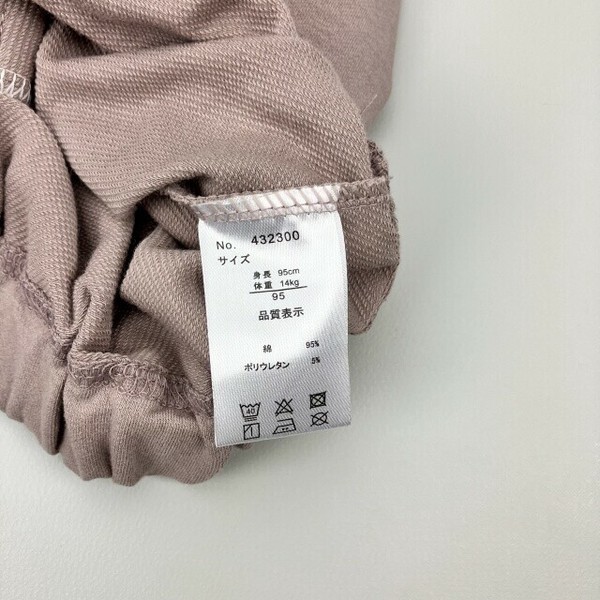 No. 432300
サイズ
身長 95cm
体重 14kg
95
品質表示
綿 95%
ポリウレタン 5%
40